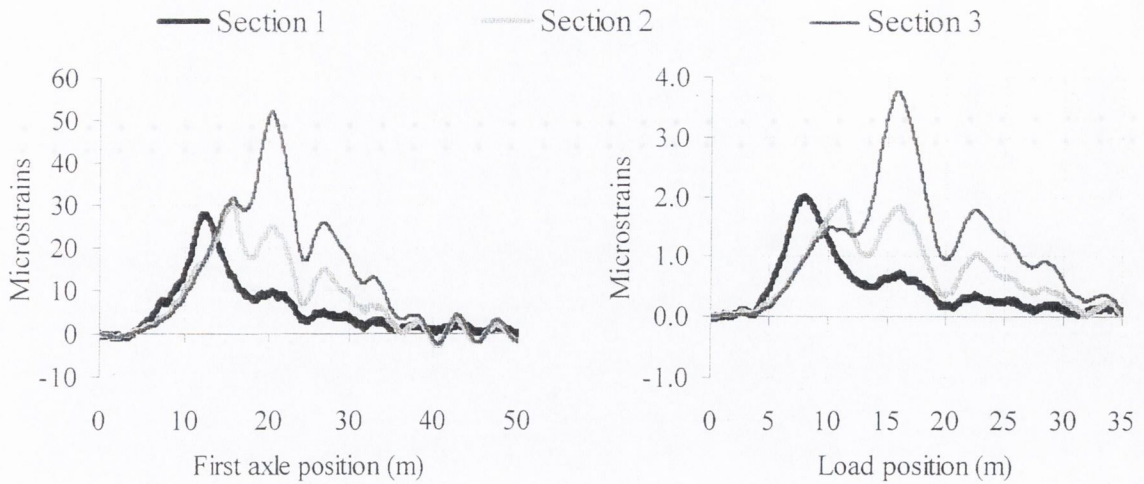 Section 1 Section 2 Section 3
Microstrains
60
50
40
30
20
10
0
-10
0 10 20 30 40 50
First axle position (m)
Microstrains
4.0
3.0
2.0
1.0
0.0
-1.0
0 5 10 15 20 25 30 35
Load position (m)